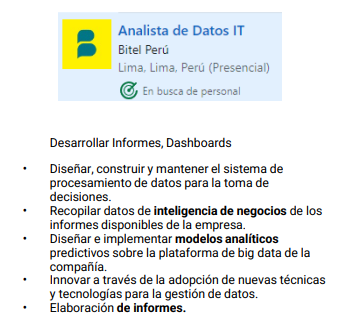 Analista de Datos IT
Bitel Perú
Lima, Lima, Perú (Presencial)
En busca de personal
Desarrollar Informes, Dashboards
• Diseñar, construir y mantener el sistema de
procesamiento de datos para la toma de
decisiones.
• Recopilar datos de inteligencia de negocios de los
informes disponibles de la empresa.
• Diseñar e implementar modelos analíticos
predictivos sobre la plataforma de big data de la
compañía.
• Innovar a través de la adopción de nuevas técnicas
y tecnologías para la gestión de datos.
• Elaboración de informes.